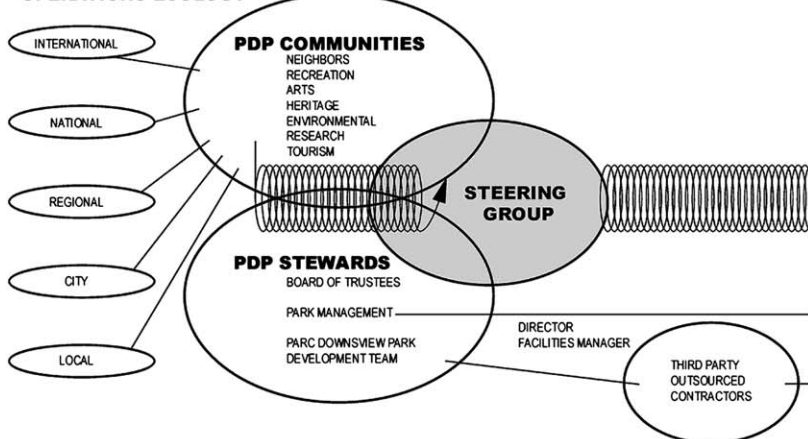 INTERNATIONAL
NATIONAL
REGIONAL
CITY
LOCAL
PDP COMMUNITIES
NEIGHBORS
RECREATION
ARTS
HERITAGE
ENVIRONMENTAL
RESEARCH
TOURISM
STEERING
GROUP
PDP STEWARDS
BOARD OF TRUSTEES
PARK MANAGEMENT
PARC DOWNSVIEW PARK
DEVELOPMENT TEAM
DIRECTOR
FACILITIES MANAGER
THIRD PARTY
OUTSOURCED
CONTRACTORS